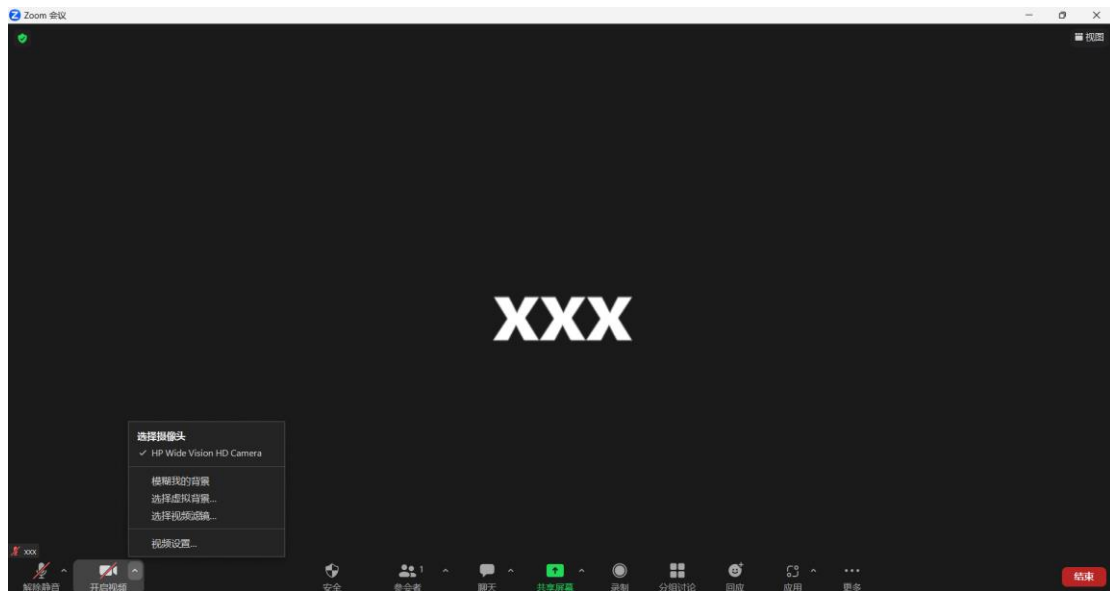 Zoom 会议
视图
XXX
选择摄像头
HP Wide Vision HD Camera
模糊我的背景
选择虚拟背景...
选择视频滤镜...
视频设置...
xxx
解除静音
开启视频
安全
参会者
1
聊天
共享屏幕
录制
分组讨论
回应
应用
更多
结束